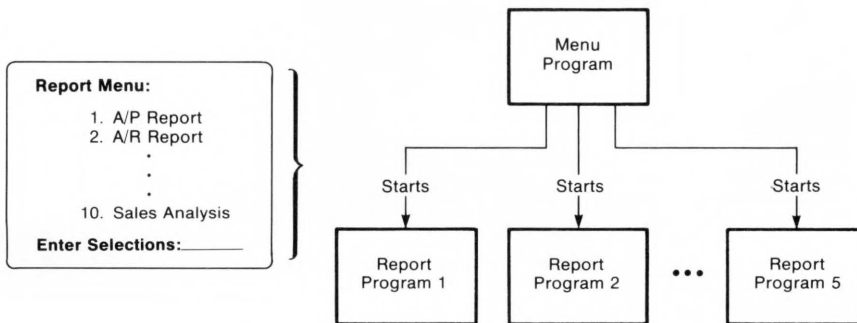 Report Menu:
1. A/P Report
2. A/R Report
.
.
.
10. Sales Analysis
Enter Selections:______
Menu
Program
Starts
Starts
Starts
Report
Program 1
Report
Program 2
•••
Report
Program 5